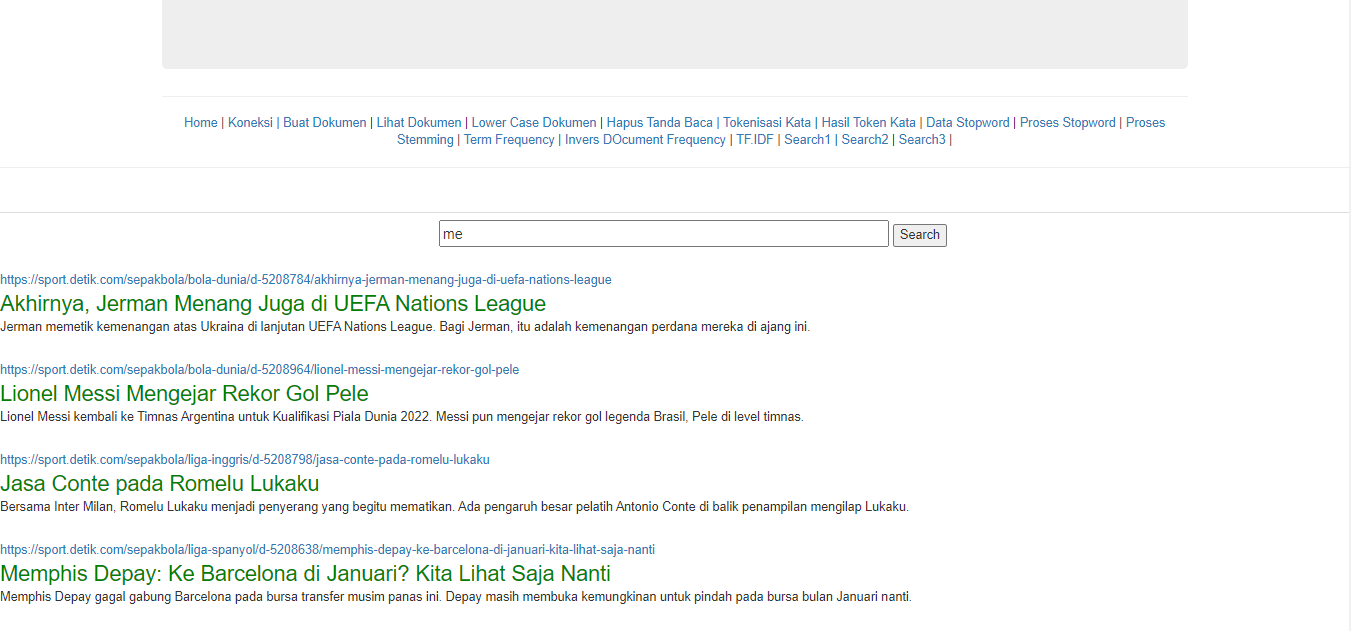 Home | Koneksi | Buat Dokumen | Lihat Dokumen | Lower Case Dokumen | Hapus Tanda Baca | Tokenisasi Kata | Hasil Token Kata | Data Stopword | Proses Stopword | Proses
Stemming | Term Frequency | Invers DOcument Frequency | TF.IDF | Search1 | Search2 | Search3 |
me Search
https://sport.detik.com/sepakbola/bola-dunia/d-5208784/akhirnya-jerman-menang-juga-di-uefa-nations-league
Akhirnya, Jerman Menang Juga di UEFA Nations League
Jerman memetik kemenangan atas Ukraina di lanjutan UEFA Nations League. Bagi Jerman, itu adalah kemenangan perdana mereka di ajang ini.
https://sport.detik.com/sepakbola/bola-dunia/d-5208964/lionel-messi-mengejar-rekor-gol-pele
Lionel Messi Mengejar Rekor Gol Pele
Lionel Messi kembali ke Timnas Argentina untuk Kualifikasi Piala Dunia 2022. Messi pun mengejar rekor gol legenda Brasil, Pele di level timnas.
https://sport.detik.com/sepakbola/liga-inggris/d-5208798/jasa-conte-pada-romelu-lukaku
Jasa Conte pada Romelu Lukaku
Bersama Inter Milan, Romelu Lukaku menjadi penyerang yang begitu mematikan. Ada pengaruh besar pelatih Antonio Conte di balik penampilan mengilap Lukaku.
https://sport.detik.com/sepakbola/liga-spanyol/d-5208638/memphis-depay-ke-barcelona-di-januari-kita-lihat-saja-nanti
Memphis Depay: Ke Barcelona di Januari? Kita Lihat Saja Nanti
Memphis Depay gagal gabung Barcelona pada bursa transfer musim panas ini. Depay masih membuka kemungkinan untuk pindah pada bursa bulan Januari nanti.